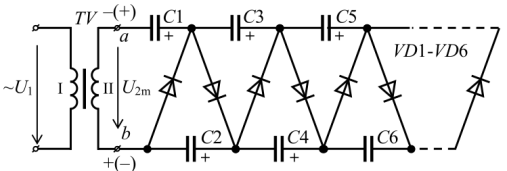 TV –(+) C1 C3 C5
a + + +
~U1 I II U2m VD1-VD6
b C2 C4 C6
+(–) + +